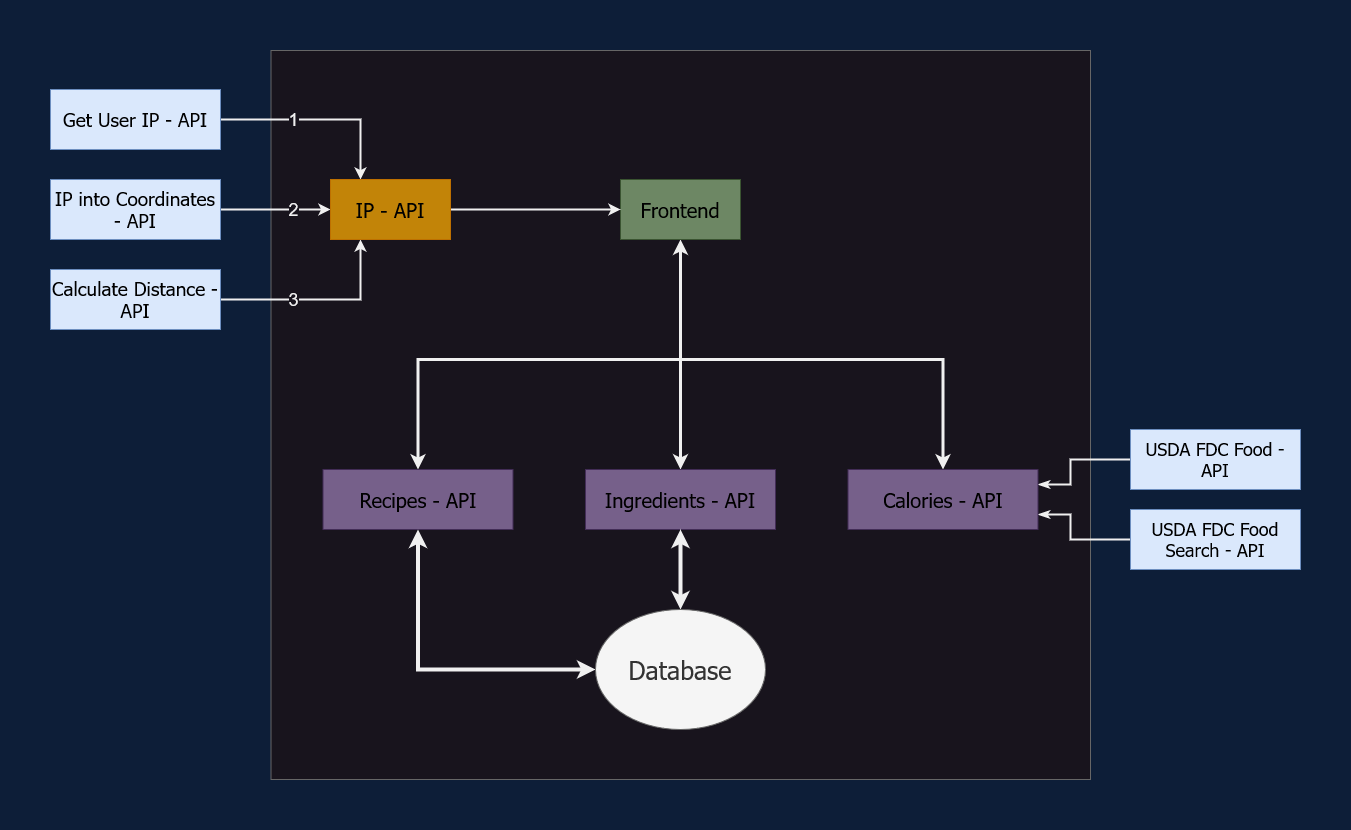 Get User IP - API
1
IP into Coordinates
- API
2
IP - API
Frontend
Calculate Distance -
API
3
USDA FDC Food -
API
Recipes - API
Ingredients - API
Calories - API
USDA FDC Food
Search - API
Database